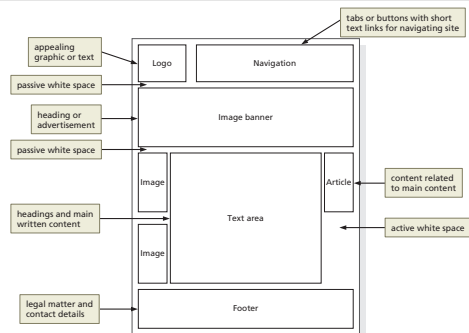 tabs or buttons with short
text links for navigating site
appealing
graphic or text
Logo
Navigation
passive white space
heading or
advertisement
Image banner
passive white space
Image
Article
content related
to main content
headings and main
written content
Text area
active white space
Image
legal matter and
contact details
Footer